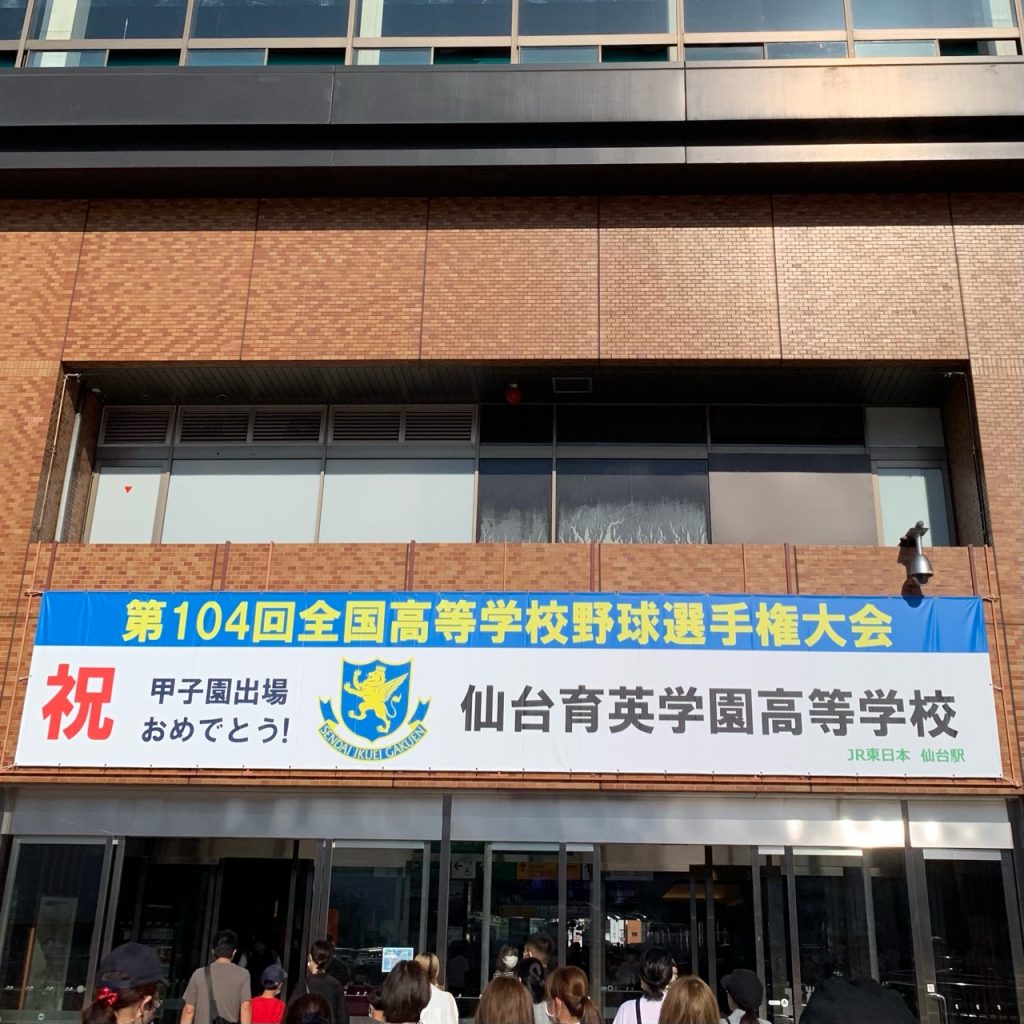 第104回全国高等学校野球選手権大会
祝
甲子園出場
おめでとう!
SENDAI IKUEI GAKUEN
仙台育英学園高等学校
JR東日本 仙台駅